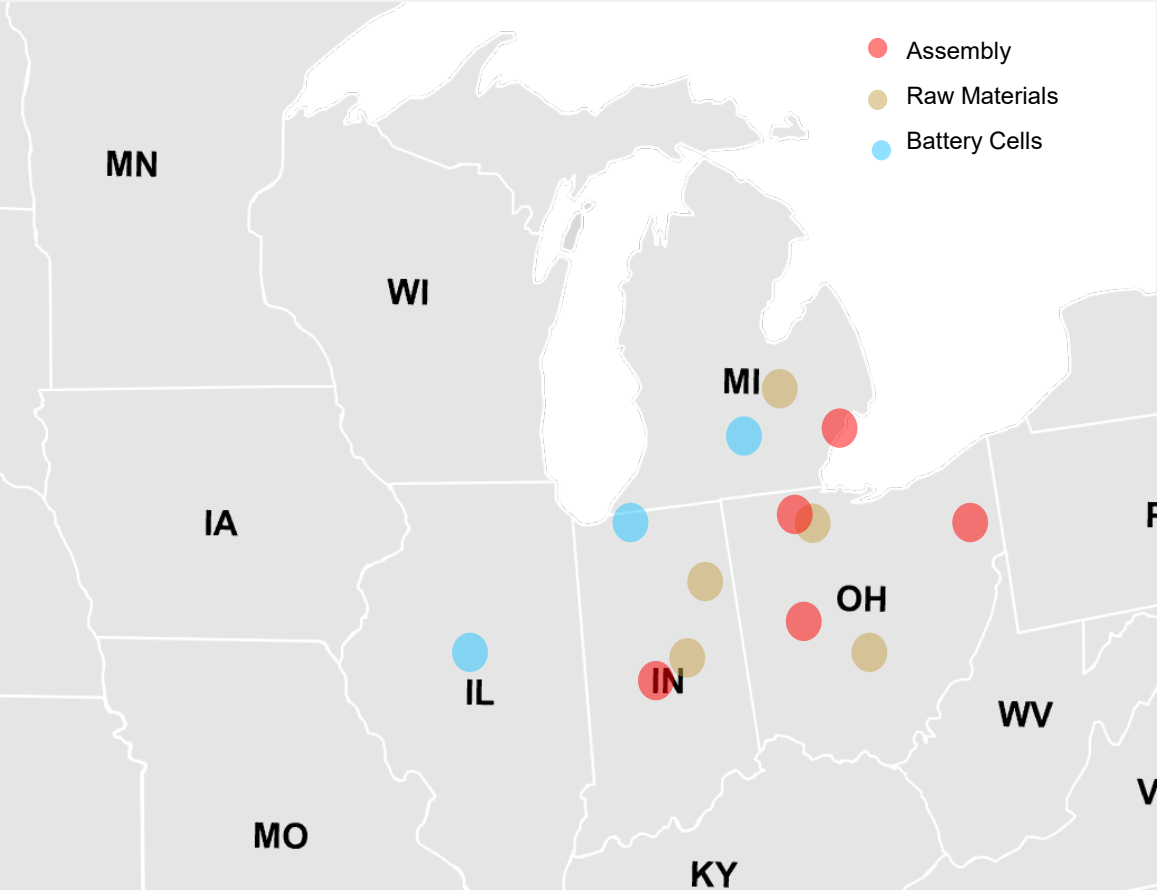 Assembly
Raw Materials
Battery Cells
MN
WI
MI
IA
OH
IL
IN
WV
MO
KY